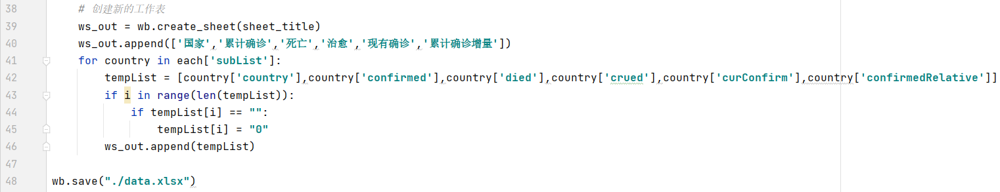 38 # 创建新的工作表
39 ws_out = wb.create_sheet(sheet_title)
40 ws_out.append(['国家','累计确诊','死亡','治愈','现有确诊','累计确诊增量'])
41 for country in each['subList']:
42 tempList = [country['country'],country['confirmed'],country['died'],country['crued'],country['curConfirm'],country['confirmedRelative']]
43 if i in range(len(tempList)):
44 if tempList[i] == "":
45 tempList[i] = "0"
46 ws_out.append(tempList)
47
48 wb.save("./data.xlsx")